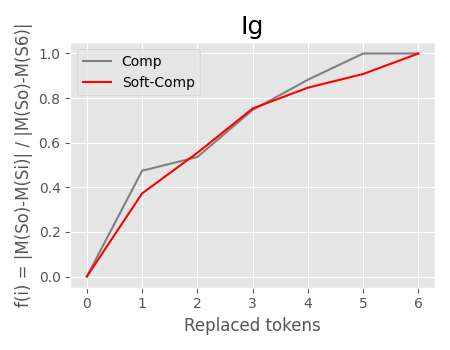 Ig
f(i) = |M(So)-M(Si)| / |M(So)-M(S6)|
1.0
0.8
0.6
0.4
0.2
0.0
Comp
Soft-Comp
0 1 2 3 4 5 6
Replaced tokens